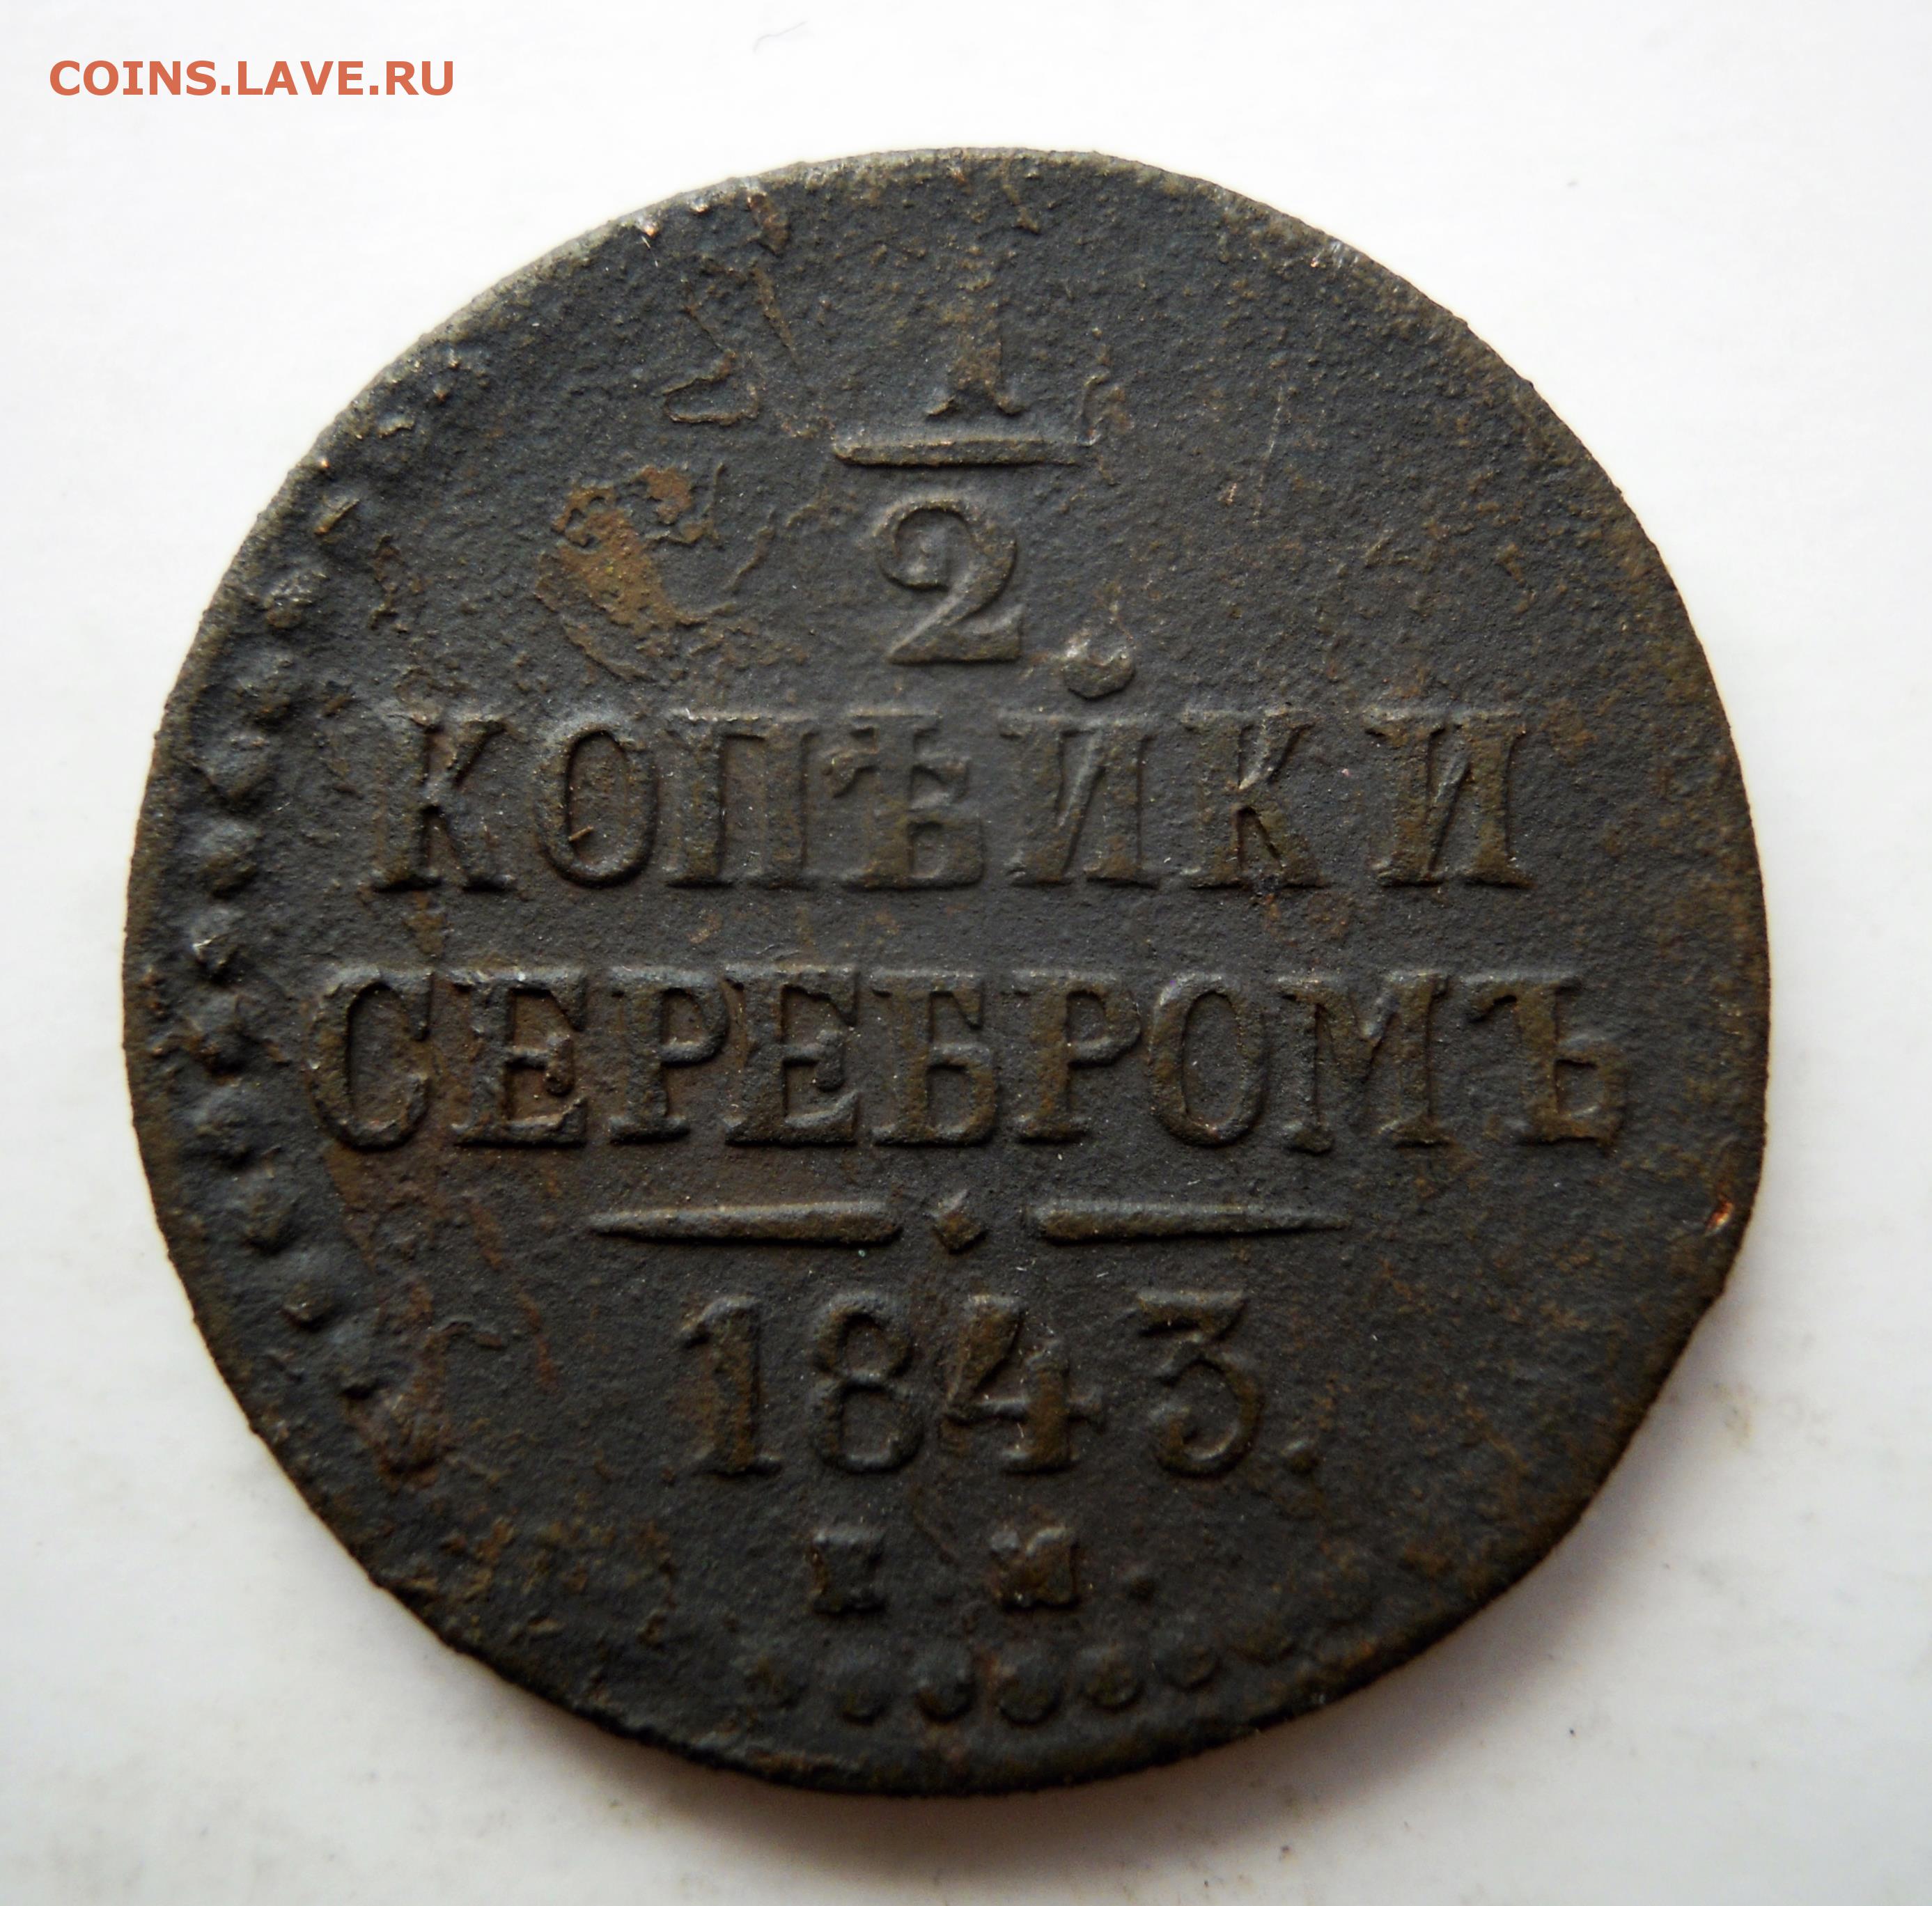 COINS.LAVE.RU
1
2
КОПѢЙКИ
СЕРЕБРОМЪ
1843.
Е М .